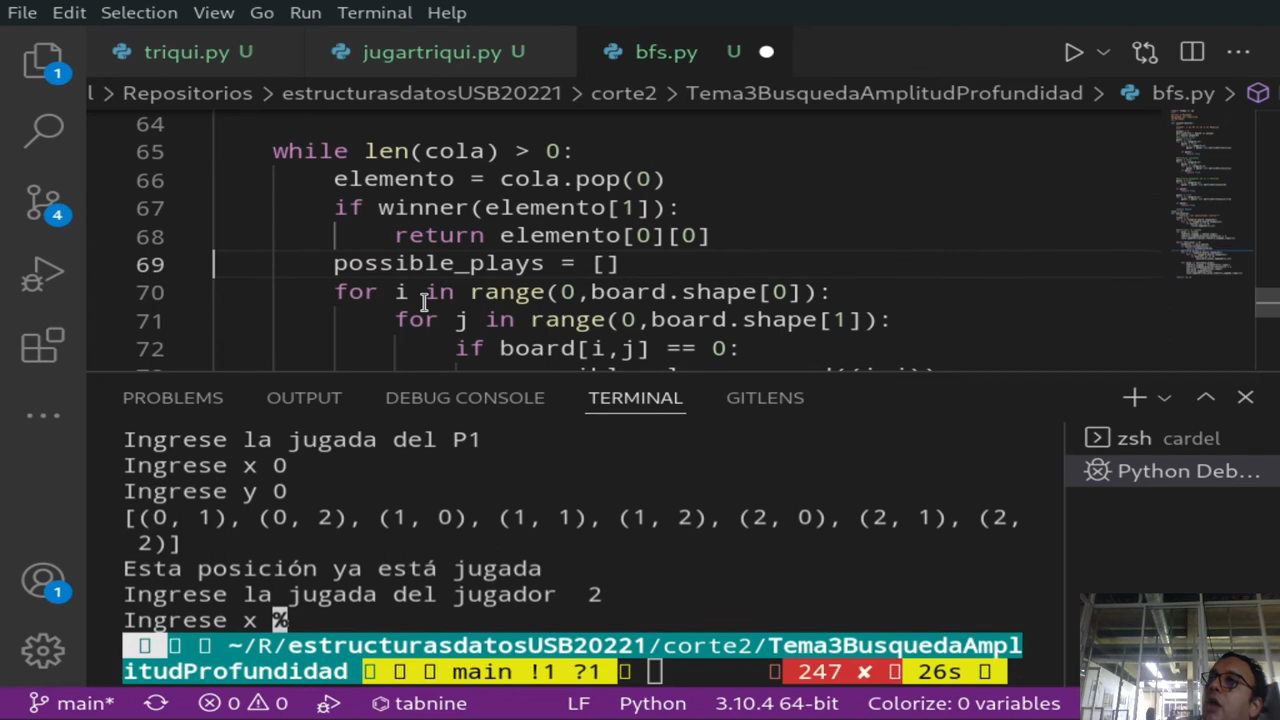 File Edit Selection View Go Run Terminal Help
triqui.py U jugartriqui.py U bfs.py U
l > Repositorios > estructurasdatosUSB20221 > corte2 > Tema3BusquedaAmplitudProfundidad > bfs.py >
64
65 while len(cola) > 0:
66 elemento = cola.pop(0)
67 if winner(elemento[1]):
68 return elemento[0][0]
69 possible_plays = []
70 for i in range(0,board.shape[0]):
71 for j in range(0,board.shape[1]):
72 if board[i,j] == 0:
PROBLEMS OUTPUT DEBUG CONSOLE TERMINAL GITLENS
Ingrese la jugada del P1
Ingrese x 0
Ingrese y 0
[(0, 1), (0, 2), (1, 0), (1, 1), (1, 2), (2, 0), (2, 1), (2,
2)]
Esta posición ya está jugada
Ingrese la jugada del jugador 2
Ingrese x %
~/R/estructurasdatosUSB20221/corte2/Tema3BusquedaAmpl
itudProfundidad main !1 ?1 247 ✘ 26s
zsh cardel
Python Deb...
1
4
1
main* 0 0 tabnine LF Python 3.10.4 64-bit Colorize: 0 variables